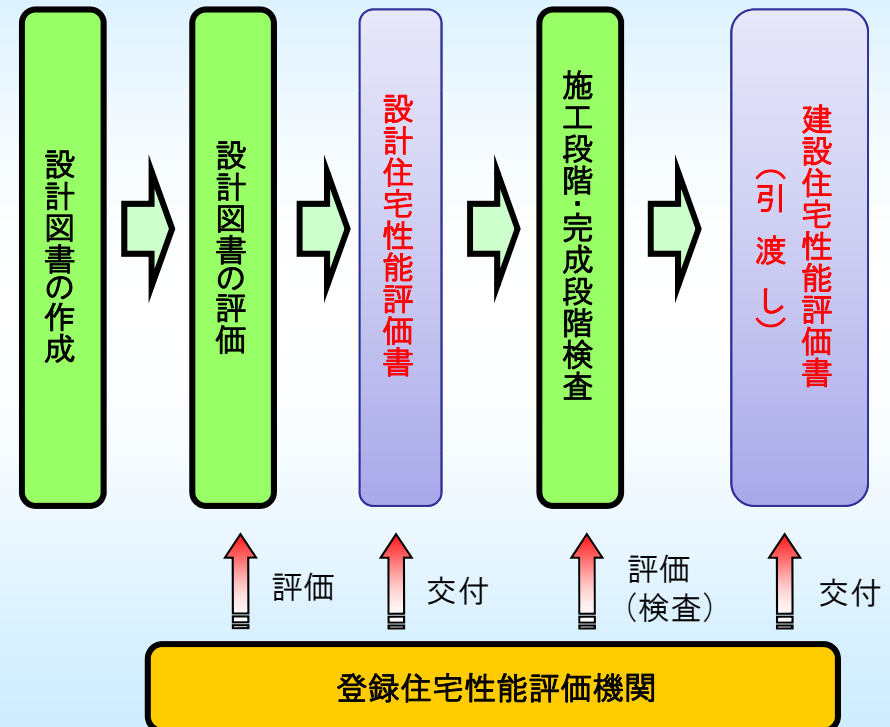 設計図書の作成
設計図書の評価
設計住宅性能評価書
施工段階・完成段階検査
建設住宅性能評価書
（引 渡 し）
評価
交付
評価
（検査）
交付
登録住宅性能評価機関